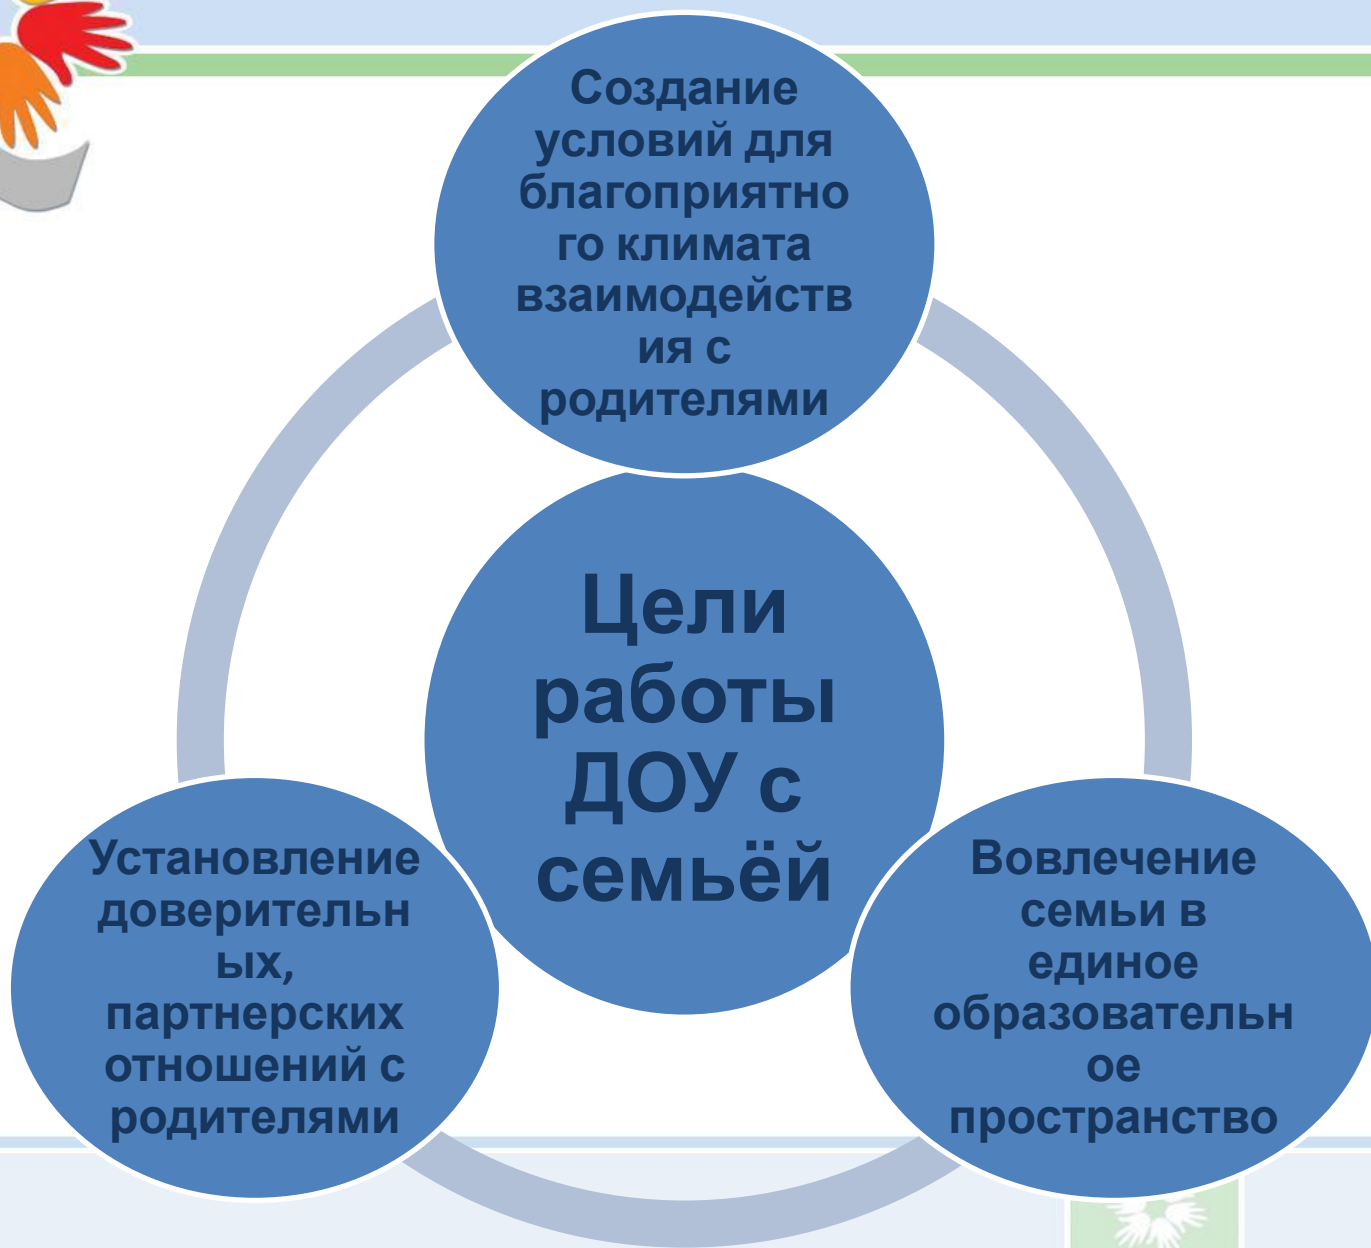 Создание
условий для
благоприятно
го климата
взаимодейств
ия с
родителями
Цели
работы
ДОУ с
семьёй
Установление
доверительн
ых,
партнерских
отношений с
родителями
Вовлечение
семьи в
единое
образовательн
ое
пространство